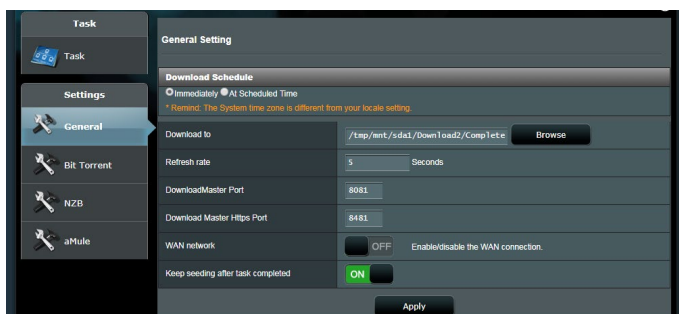 Task
Task
Settings
General
Bit Torrent
NZB
aMule
General Setting
Download Schedule
Immediately At Scheduled Time
* Remind: The System time zone is different from your locale setting.
Download to /tmp/mnt/sda1/Download2/Complete Browse
Refresh rate 5 Seconds
DownloadMaster Port 8081
Download Master Https Port 8481
WAN network OFF Enable/disable the WAN connection.
Keep seeding after task completed ON
Apply